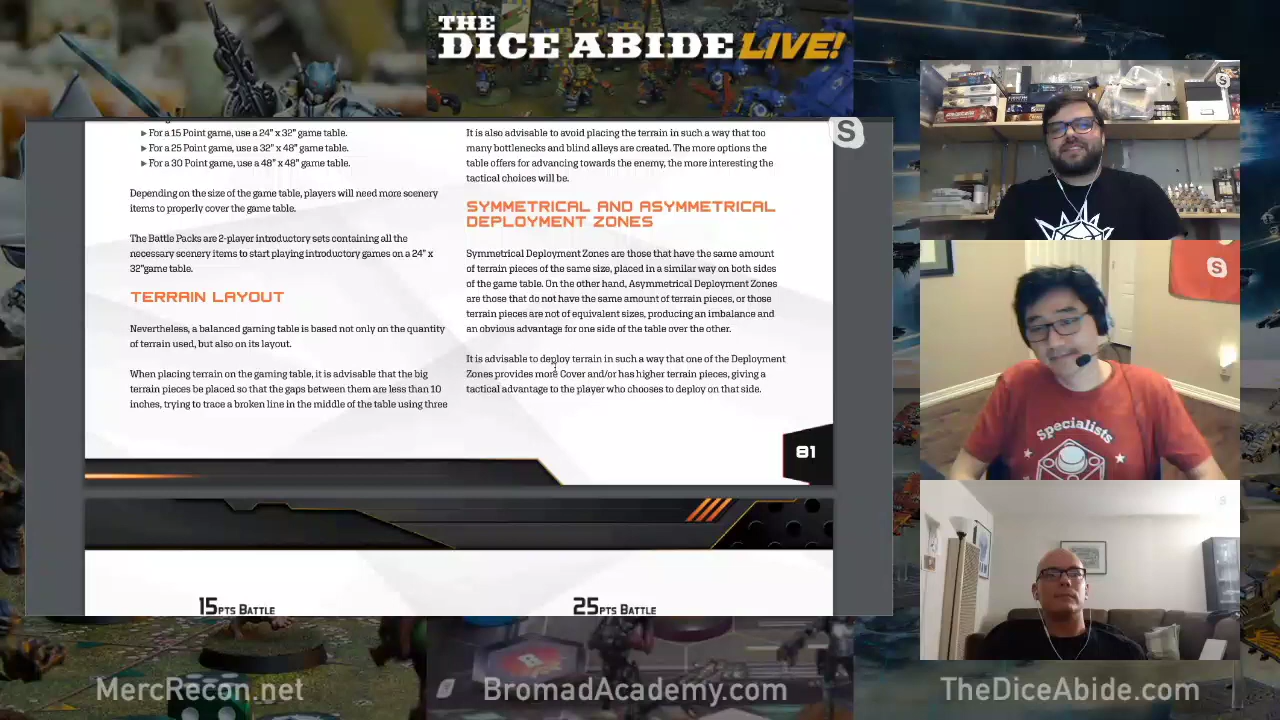 THE
DICE ABIDE LIVE!
▶ For a 15 Point game, use a 24" x 32" game table.
▶ For a 25 Point game, use a 32" x 48" game table.
▶ For a 30 Point game, use a 48" x 48" game table.
Depending on the size of the game table, players will need more scenery
items to properly cover the game table.
The Battle Packs are 2-player introductory sets containing all the
necessary scenery items to start playing introductory games on a 24" x
32"game table.
TERRAIN LAYOUT
Nevertheless, a balanced gaming table is based not only on the quantity
of terrain used, but also on its layout.
When placing terrain on the gaming table, it is advisable that the big
terrain pieces be placed so that the gaps between them are less than 10
inches, trying to trace a broken line in the middle of the table using three
It is also advisable to avoid placing the terrain in such a way that too
many bottlenecks and blind alleys are created. The more options the
table offers for advancing towards the enemy, the more interesting the
tactical choices will be.
SYMMETRICAL AND ASYMMETRICAL
DEPLOYMENT ZONES
Symmetrical Deployment Zones are those that have the same amount
of terrain pieces of the same size, placed in a similar way on both sides
of the game table. On the other hand, Asymmetrical Deployment Zones
are those that do not have the same amount of terrain pieces, or those
terrain pieces are not of equivalent sizes, producing an imbalance and
an obvious advantage for one side of the table over the other.
It is advisable to deploy terrain in such a way that one of the Deployment
Zones provides more Cover and/or has higher terrain pieces, giving a
tactical advantage to the player who chooses to deploy on that side.
81
15PTS BATTLE
25PTS BATTLE
S
S
S
Specialists
R
MercRecon.net
BromadAcademy.com
TheDiceAbide.com